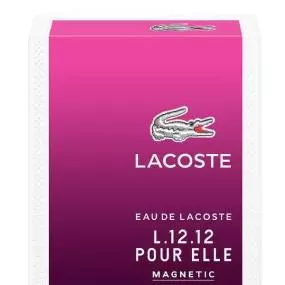 LACOSTE
EAU DE LACOSTE
L.12.12
POUR ELLE
MAGNETIC